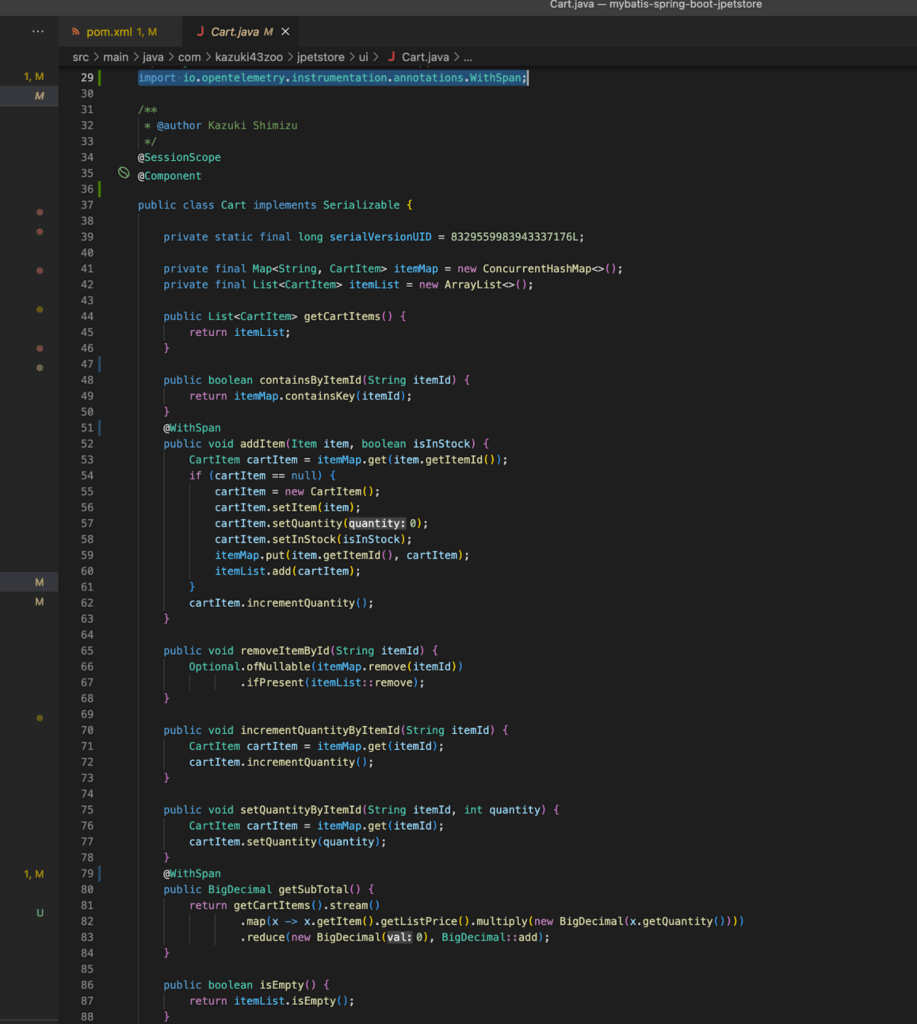 Cart.java — mybatis-spring-boot-jpetstore
pom.xml 1, M
J Cart.java M ×
src > main > java > com > kazuki43zoo > jpetstore > ui > J Cart.java > ...
1, M
29 import io.opentelemetry.instrumentation.annotations.WithSpan;
M
30
31 /**
32 * @author Kazuki Shimizu
33 */
34 @SessionScope
35 @Component
36
37 public class Cart implements Serializable {
38
39 private static final long serialVersionUID = 8329559983943337176L;
40
41 private final Map<String, CartItem> itemMap = new ConcurrentHashMap<>();
42 private final List<CartItem> itemList = new ArrayList<>();
43
44 public List<CartItem> getCartItems() {
45 return itemList;
46 }
47
48 public boolean containsByItemId(String itemId) {
49 return itemMap.containsKey(itemId);
50 }
51 @WithSpan
52 public void addItem(Item item, boolean isInStock) {
53 CartItem cartItem = itemMap.get(item.getItemId());
54 if (cartItem == null) {
55 cartItem = new CartItem();
56 cartItem.setItem(item);
57 cartItem.setQuantity(quantity: 0);
58 cartItem.setInStock(isInStock);
59 itemMap.put(item.getItemId(), cartItem);
60 itemList.add(cartItem);
M
61 }
M
62 cartItem.incrementQuantity();
63 }
64
65 public void removeItemById(String itemId) {
66 Optional.ofNullable(itemMap.remove(itemId))
67 .ifPresent(itemList::remove);
68 }
69
70 public void incrementQuantityByItemId(String itemId) {
71 CartItem cartItem = itemMap.get(itemId);
72 cartItem.incrementQuantity();
73 }
74
75 public void setQuantityByItemId(String itemId, int quantity) {
76 CartItem cartItem = itemMap.get(itemId);
77 cartItem.setQuantity(quantity);
78 }
1, M
79 @WithSpan
80 public BigDecimal getSubTotal() {
81 return getCartItems().stream()
U
82 .map(x -> x.getItem().getListPrice().multiply(new BigDecimal(x.getQuantity())))
83 .reduce(new BigDecimal(val: 0), BigDecimal::add);
84 }
85
86 public boolean isEmpty() {
87 return itemList.isEmpty();
88 }